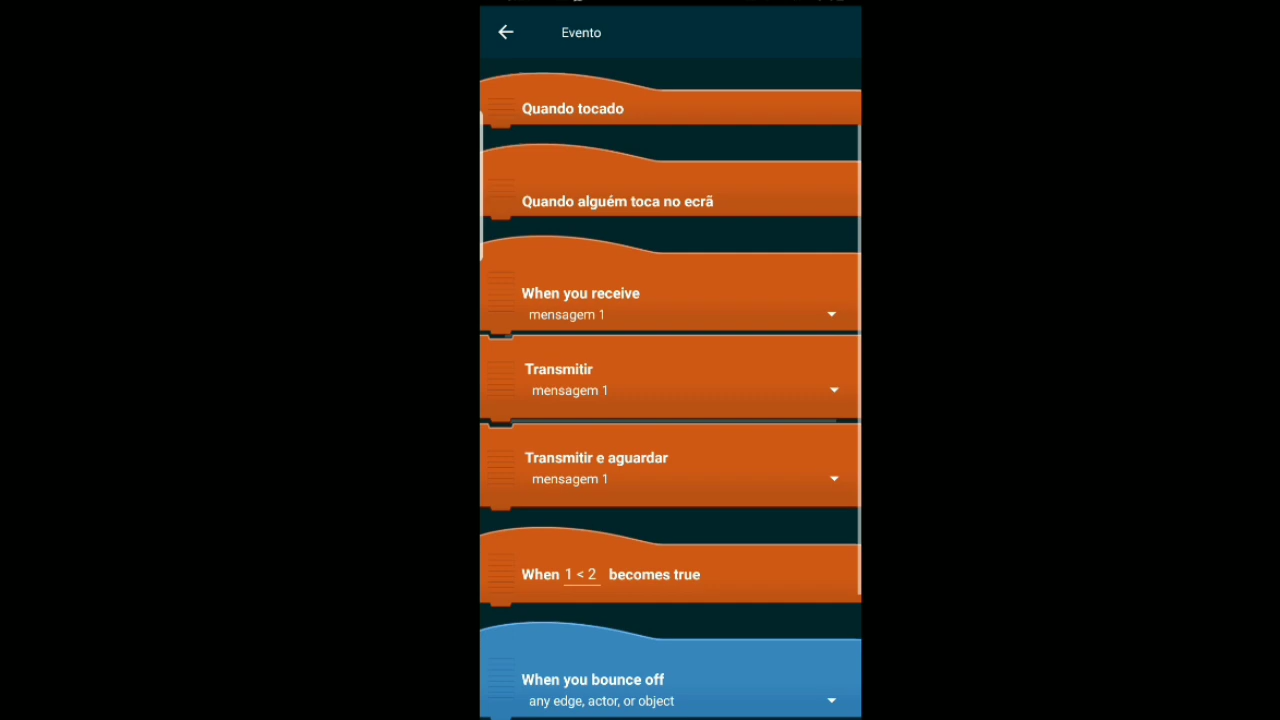 Evento
Quando tocado
Quando alguém toca no ecrã
When you receive
mensagem 1
Transmitir
mensagem 1
Transmitir e aguardar
mensagem 1
When 1 < 2 becomes true
When you bounce off
any edge, actor, or object